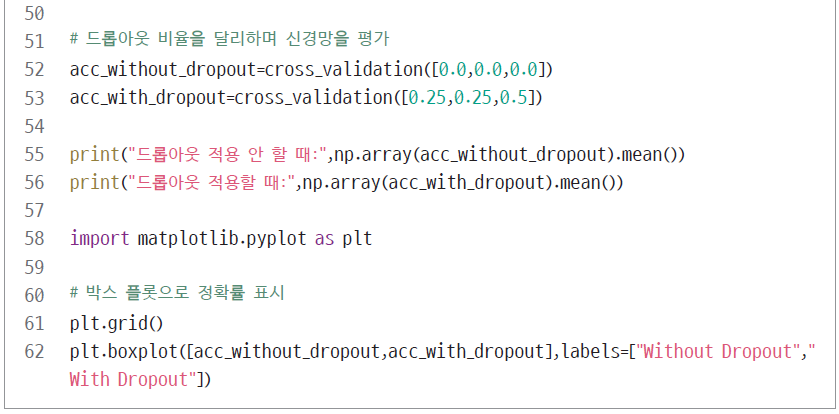 50
51 # 드롭아웃 비율을 달리하며 신경망을 평가
52 acc_without_dropout=cross_validation([0.0,0.0,0.0])
53 acc_with_dropout=cross_validation([0.25,0.25,0.5])
54
55 print("드롭아웃 적용 안 할 때:",np.array(acc_without_dropout).mean())
56 print("드롭아웃 적용할 때:",np.array(acc_with_dropout).mean())
57
58 import matplotlib.pyplot as plt
59
60 # 박스 플롯으로 정확률 표시
61 plt.grid()
62 plt.boxplot([acc_without_dropout,acc_with_dropout],labels=["Without Dropout","
With Dropout"])